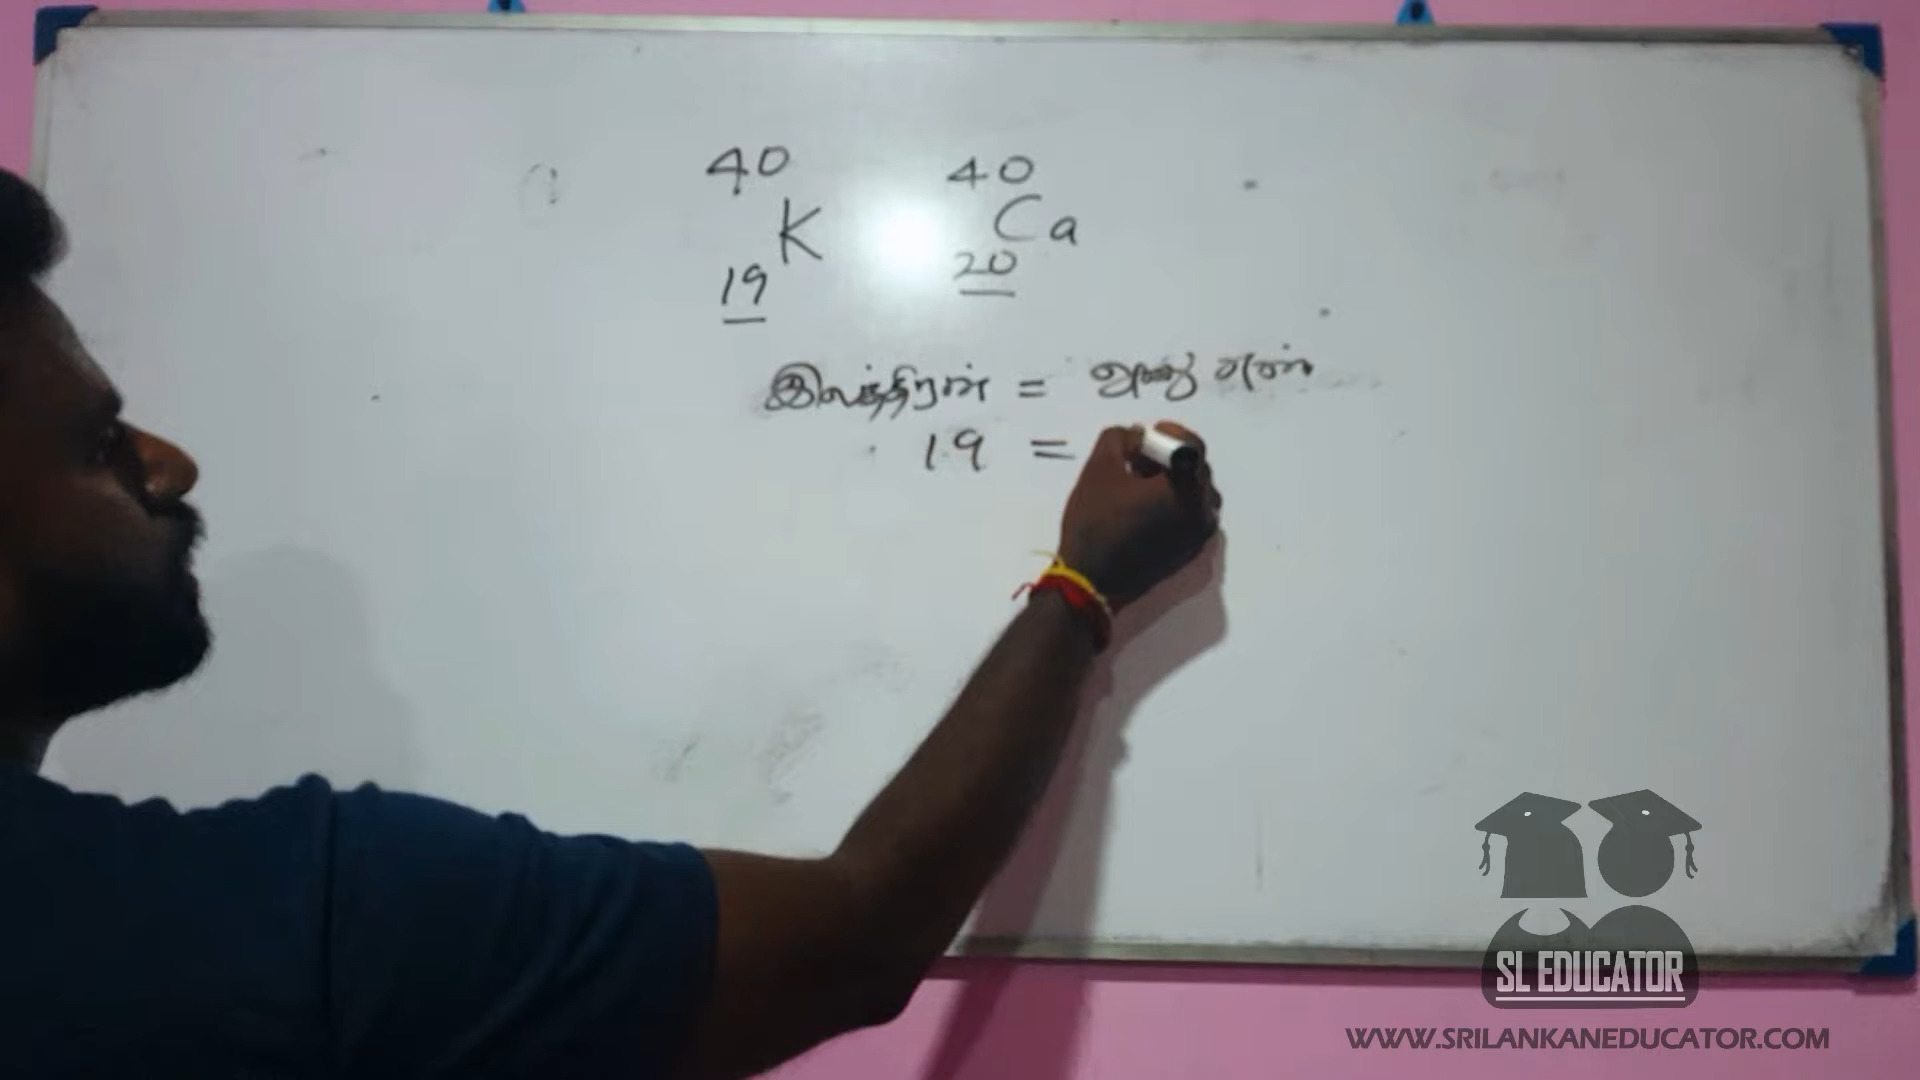 40 40
K Ca
19 20
இலத்திரன் = அணு எண்
19 =
SL EDUCATOR
WWW.SRILANKANEDUCATOR.COM